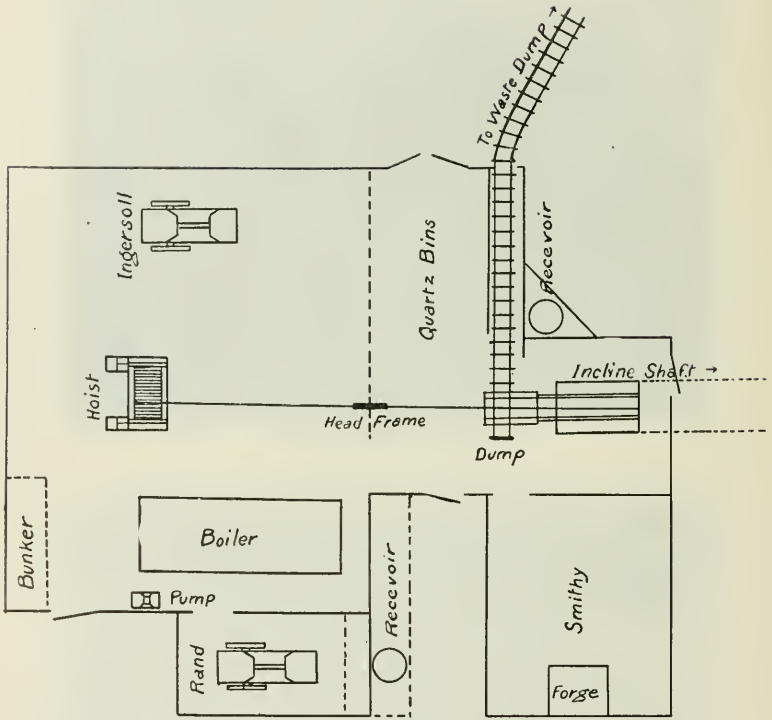 To Waste Dump →
Ingersoll
Quartz Bins
Recevoir
Hoist
Incline Shaft →
Head Frame
Dump
Bunker
Boiler
Pump
Recevoir
Smithy
Rand
Forge